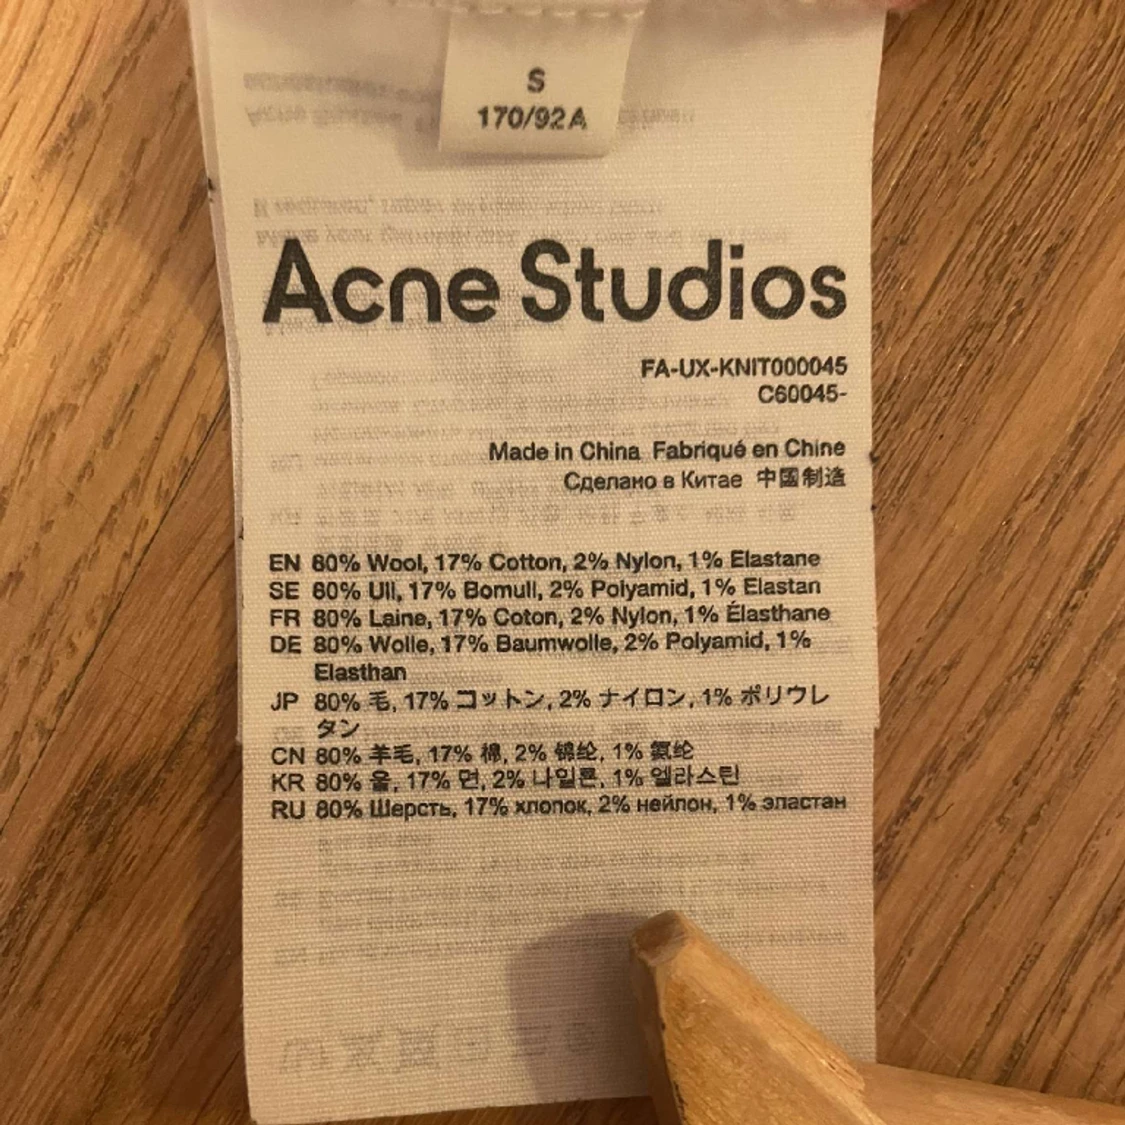 S
170/92A
Acne Studios
FA-UX-KNIT000045
C60045-
Made in China Fabriqué en Chine
Сделано в Китае 中国制造
EN 80% Wool, 17% Cotton, 2% Nylon, 1% Elastane
SE 80% Ull, 17% Bomull, 2% Polyamid, 1% Elastan
FR 80% Laine, 17% Coton, 2% Nylon, 1% Élasthane
DE 80% Wolle, 17% Baumwolle, 2% Polyamid, 1%
Elasthan
JP 80% 毛, 17% コットン, 2% ナイロン, 1% ポリウレ
タン
CN 80% 羊毛, 17% 棉, 2% 锦纶, 1% 氨纶
KR 80% 울, 17% 면, 2% 나일론, 1% 엘라스틴
RU 80% Шерсть, 17% хлопок, 2% нейлон, 1% эластан